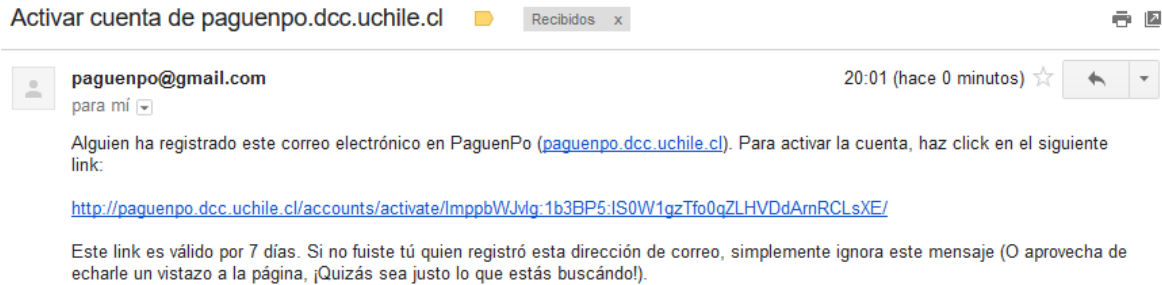 Activar cuenta de paguenpo.dcc.uchile.cl Recibidos x
paguenpo@gmail.com 20:01 (hace 0 minutos)
para mí
Alguien ha registrado este correo electrónico en PaguenPo (paguenpo.dcc.uchile.cl). Para activar la cuenta, haz click en el siguiente
link:
http://paguenpo.dcc.uchile.cl/accounts/activate/ImppbWJvIg:1b3BP5:IS0W1gzTfo0qZLHVDdArnRCLsXE/
Este link es válido por 7 días. Si no fuiste tú quien registró esta dirección de correo, simplemente ignora este mensaje (O aprovecha de
echarle un vistazo a la página, ¡Quizás sea justo lo que estás buscándo!).